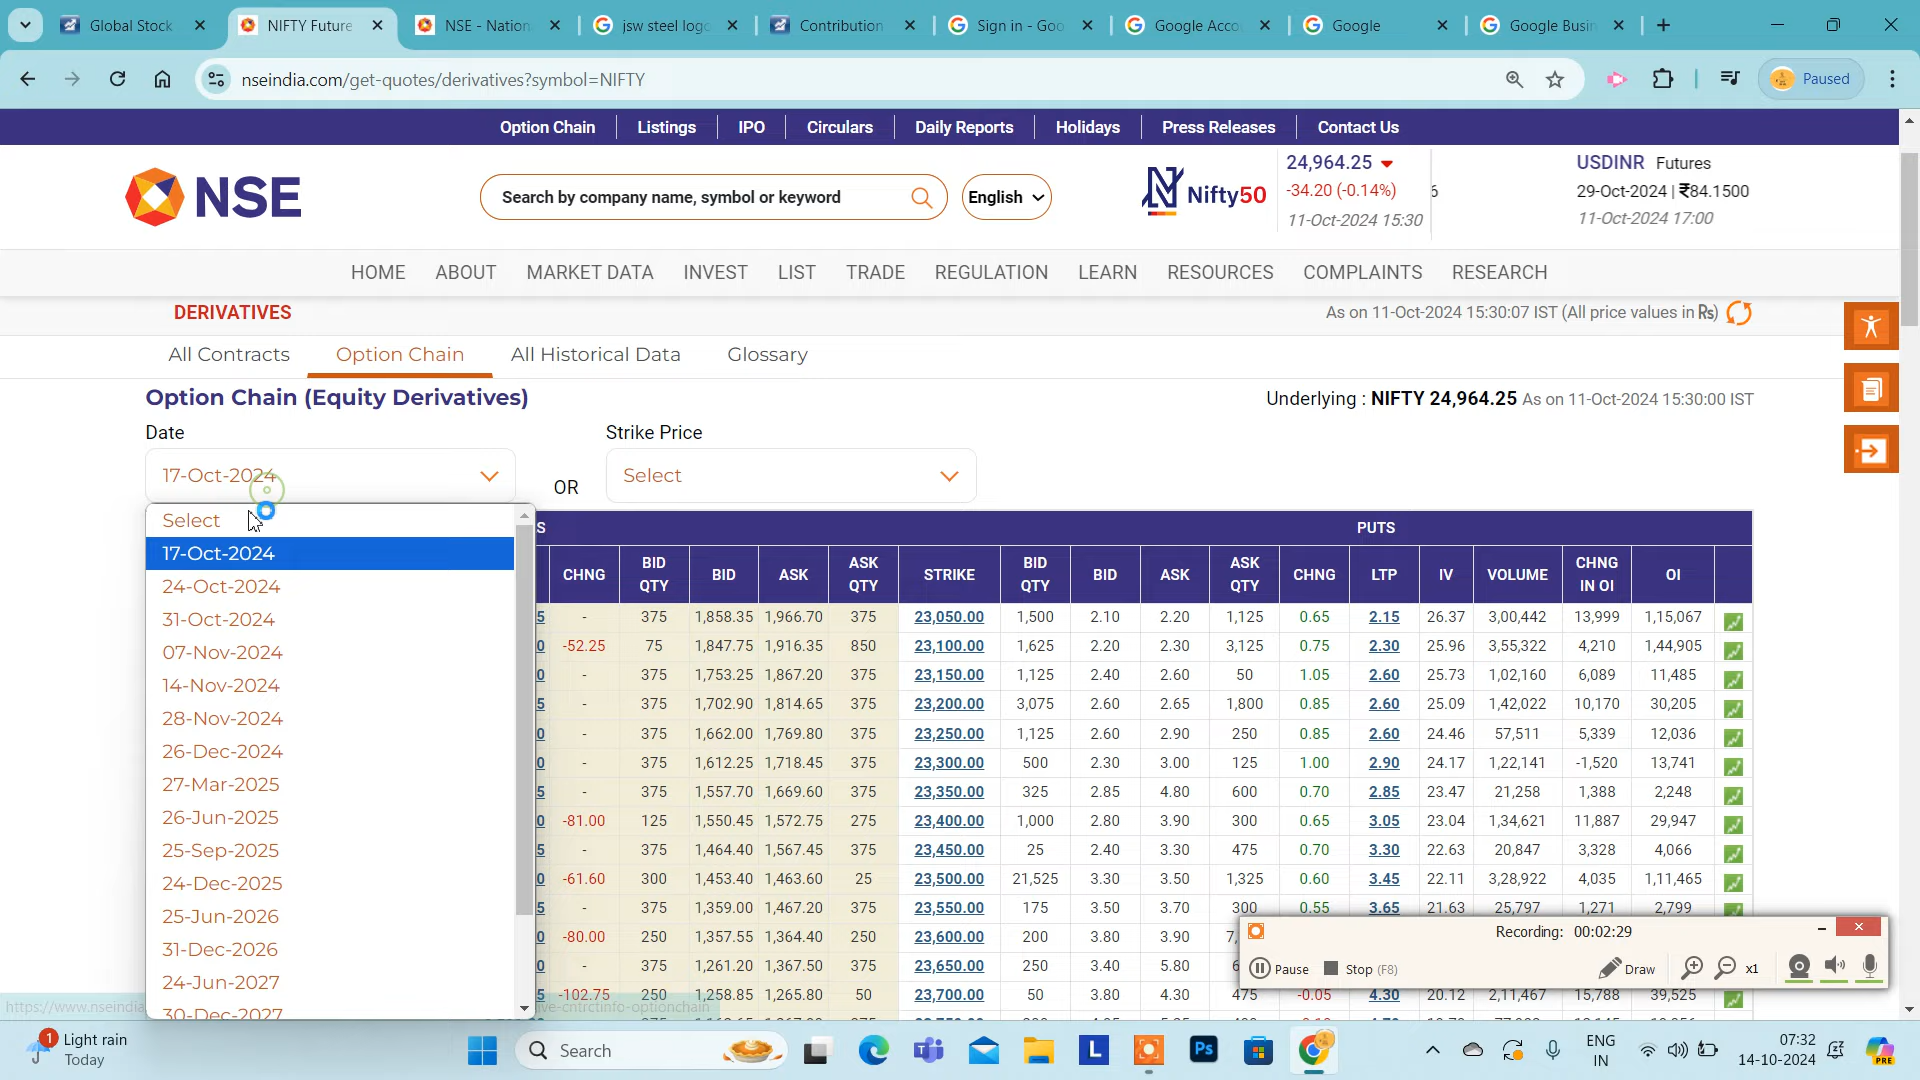 Global Stock
NIFTY Future
NSE - Nation
jsw steel logo
Contribution
Sign in - Goo
Google Acco
Google
Google Busin
nseindia.com/get-quotes/derivatives?symbol=NIFTY
Paused
Option Chain
Listings
IPO
Circulars
Daily Reports
Holidays
Press Releases
Contact Us
NSE
Search by company name, symbol or keyword
English
Nifty50
24,964.25
-34.20 (-0.14%)
11-Oct-2024 15:30
6
USDINR Futures
29-Oct-2024 | ₹84.1500
11-Oct-2024 17:00
HOME ABOUT MARKET DATA INVEST LIST TRADE REGULATION LEARN RESOURCES COMPLAINTS RESEARCH
DERIVATIVES
As on 11-Oct-2024 15:30:07 IST (All price values in Rs)
All Contracts Option Chain All Historical Data Glossary
Option Chain (Equity Derivatives)
Underlying : NIFTY 24,964.25 As on 11-Oct-2024 15:30:00 IST
Date
Strike Price
17-Oct-2024
OR
Select
Select
17-Oct-2024
24-Oct-2024
31-Oct-2024
07-Nov-2024
14-Nov-2024
28-Nov-2024
26-Dec-2024
27-Mar-2025
26-Jun-2025
25-Sep-2025
24-Dec-2025
25-Jun-2026
31-Dec-2026
24-Jun-2027
30-Dec-2027
S PUTS
CHNG BID QTY BID ASK ASK QTY STRIKE BID QTY BID ASK ASK QTY CHNG LTP IV VOLUME CHNG IN OI OI
5 - 375 1,858.35 1,966.70 375 23,050.00 1,500 2.10 2.20 1,125 0.65 2.15 26.37 3,00,442 13,999 1,15,067
0 -52.25 75 1,847.75 1,916.35 850 23,100.00 1,625 2.20 2.30 3,125 0.75 2.30 25.96 3,55,322 4,210 1,44,905
0 - 375 1,753.25 1,867.20 375 23,150.00 1,125 2.40 2.60 50 1.05 2.60 25.73 1,02,160 6,089 11,485
5 - 375 1,702.90 1,814.65 375 23,200.00 3,075 2.60 2.65 1,800 0.85 2.60 25.09 1,42,022 10,170 30,205
0 - 375 1,662.00 1,769.80 375 23,250.00 1,125 2.60 2.90 250 0.85 2.60 24.46 57,511 5,339 12,036
0 - 375 1,612.25 1,718.45 375 23,300.00 500 2.30 3.00 125 1.00 2.90 24.17 1,22,141 -1,520 13,741
5 - 375 1,557.70 1,669.60 375 23,350.00 325 2.85 4.80 600 0.70 2.85 23.47 21,258 1,388 2,248
0 -81.00 125 1,550.45 1,572.75 275 23,400.00 1,000 2.80 3.90 300 0.65 3.05 23.04 1,34,621 11,887 29,947
5 - 375 1,464.40 1,567.45 375 23,450.00 25 2.40 3.30 475 0.70 3.30 22.63 20,847 3,328 4,066
0 -61.60 300 1,453.40 1,463.60 25 23,500.00 21,525 3.30 3.50 1,325 0.60 3.45 22.11 3,28,922 4,035 1,11,465
5 - 375 1,359.00 1,467.20 375 23,550.00 175 3.50 3.70 300 0.55 3.65 21.63 25,797 1,271 2,799
0 -80.00 250 1,357.55 1,364.40 250 23,600.00 200 3.80 3.90 7,
0 - 375 1,261.20 1,367.50 375 23,650.00 250 3.40 5.80 6
5 -102.75 250 1,258.85 1,265.80 50 23,700.00 50 3.80 4.30 475 -0.05 4.30 20.12 2,11,467 15,788 39,525
Recording: 00:02:29
Pause Stop (F8) Draw x1
https://www.nseindia
ve-cntrctinfo-optionchain
1
Light rain
Today
Search
L
Ps
ENG
IN
07:32
14-10-2024
PRE